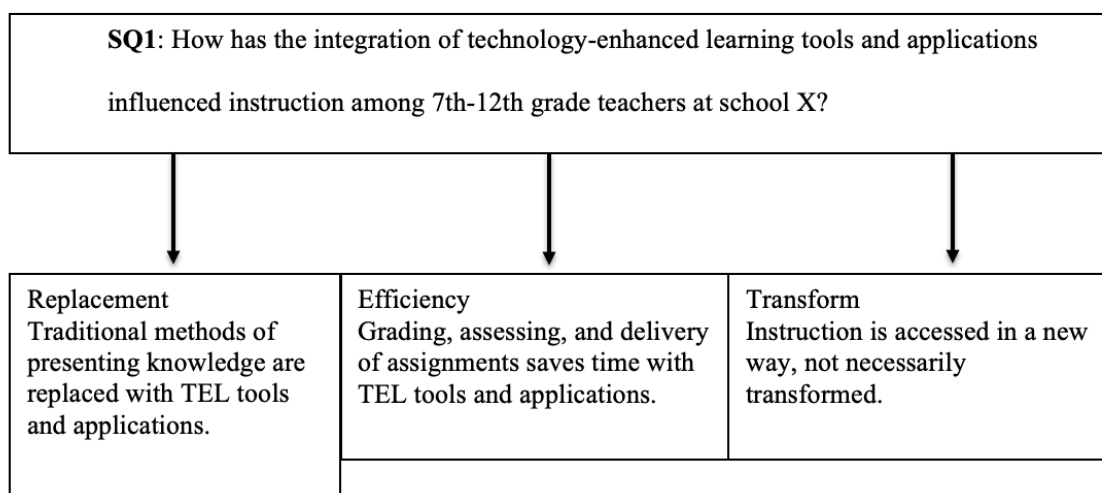 SQ1: How has the integration of technology-enhanced learning tools and applications
influenced instruction among 7th-12th grade teachers at school X?
Replacement
Traditional methods of
presenting knowledge are
replaced with TEL tools
and applications.
Efficiency
Grading, assessing, and delivery
of assignments saves time with
TEL tools and applications.
Transform
Instruction is accessed in a new
way, not necessarily
transformed.